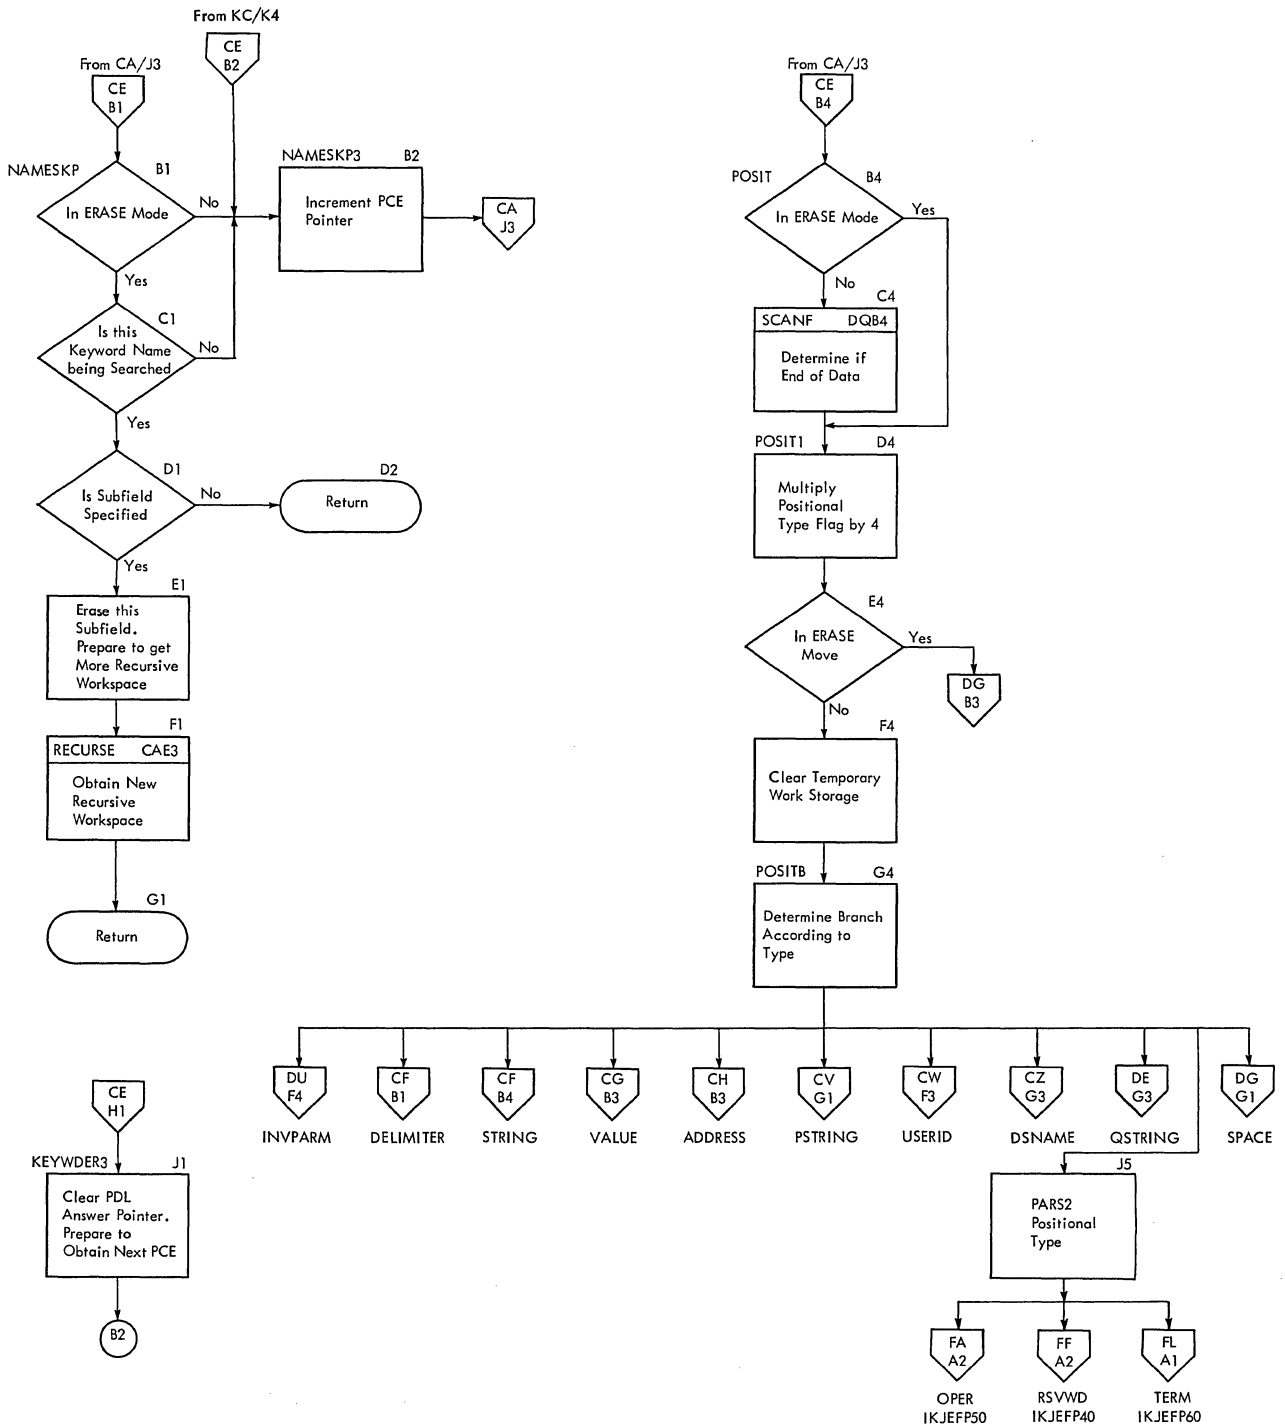 From KC/K4
CE
B2
From CA/J3
CE
B1
NAMESKP
B1
In ERASE Mode
No
Yes
NAMESKP3
B2
Increment PCE
Pointer
CA
J3
C1
Is this
Keyword Name
being Searched
No
Yes
D1
Is Subfield
Specified
No
Yes
D2
Return
E1
Erase this
Subfield.
Prepare to get
More Recursive
Workspace
F1
RECURSE CAE3
Obtain New
Recursive
Workspace
G1
Return
CE
H1
KEYWDER3
J1
Clear PDL
Answer Pointer.
Prepare to
Obtain Next PCE
B2
From CA/J3
CE
B4
POSIT
B4
In ERASE Mode
Yes
No
C4
SCANF DQB4
Determine if
End of Data
POSIT1
D4
Multiply
Positional
Type Flag by 4
E4
In ERASE
Move
Yes
DG
B3
No
F4
Clear Temporary
Work Storage
POSITB
G4
Determine Branch
According to
Type
DU
F4
INVPARM
CF
B1
DELIMITER
CF
B4
STRING
CG
B3
VALUE
CH
B3
ADDRESS
CV
G1
PSTRING
CW
F3
USERID
CZ
G3
DSNAME
DE
G3
QSTRING
DG
G1
SPACE
J5
PARS2
Positional
Type
FA
A2
OPER
IKJEFP50
FF
A2
RSVWD
IKJEFP40
FL
A1
TERM
IKJEFP60